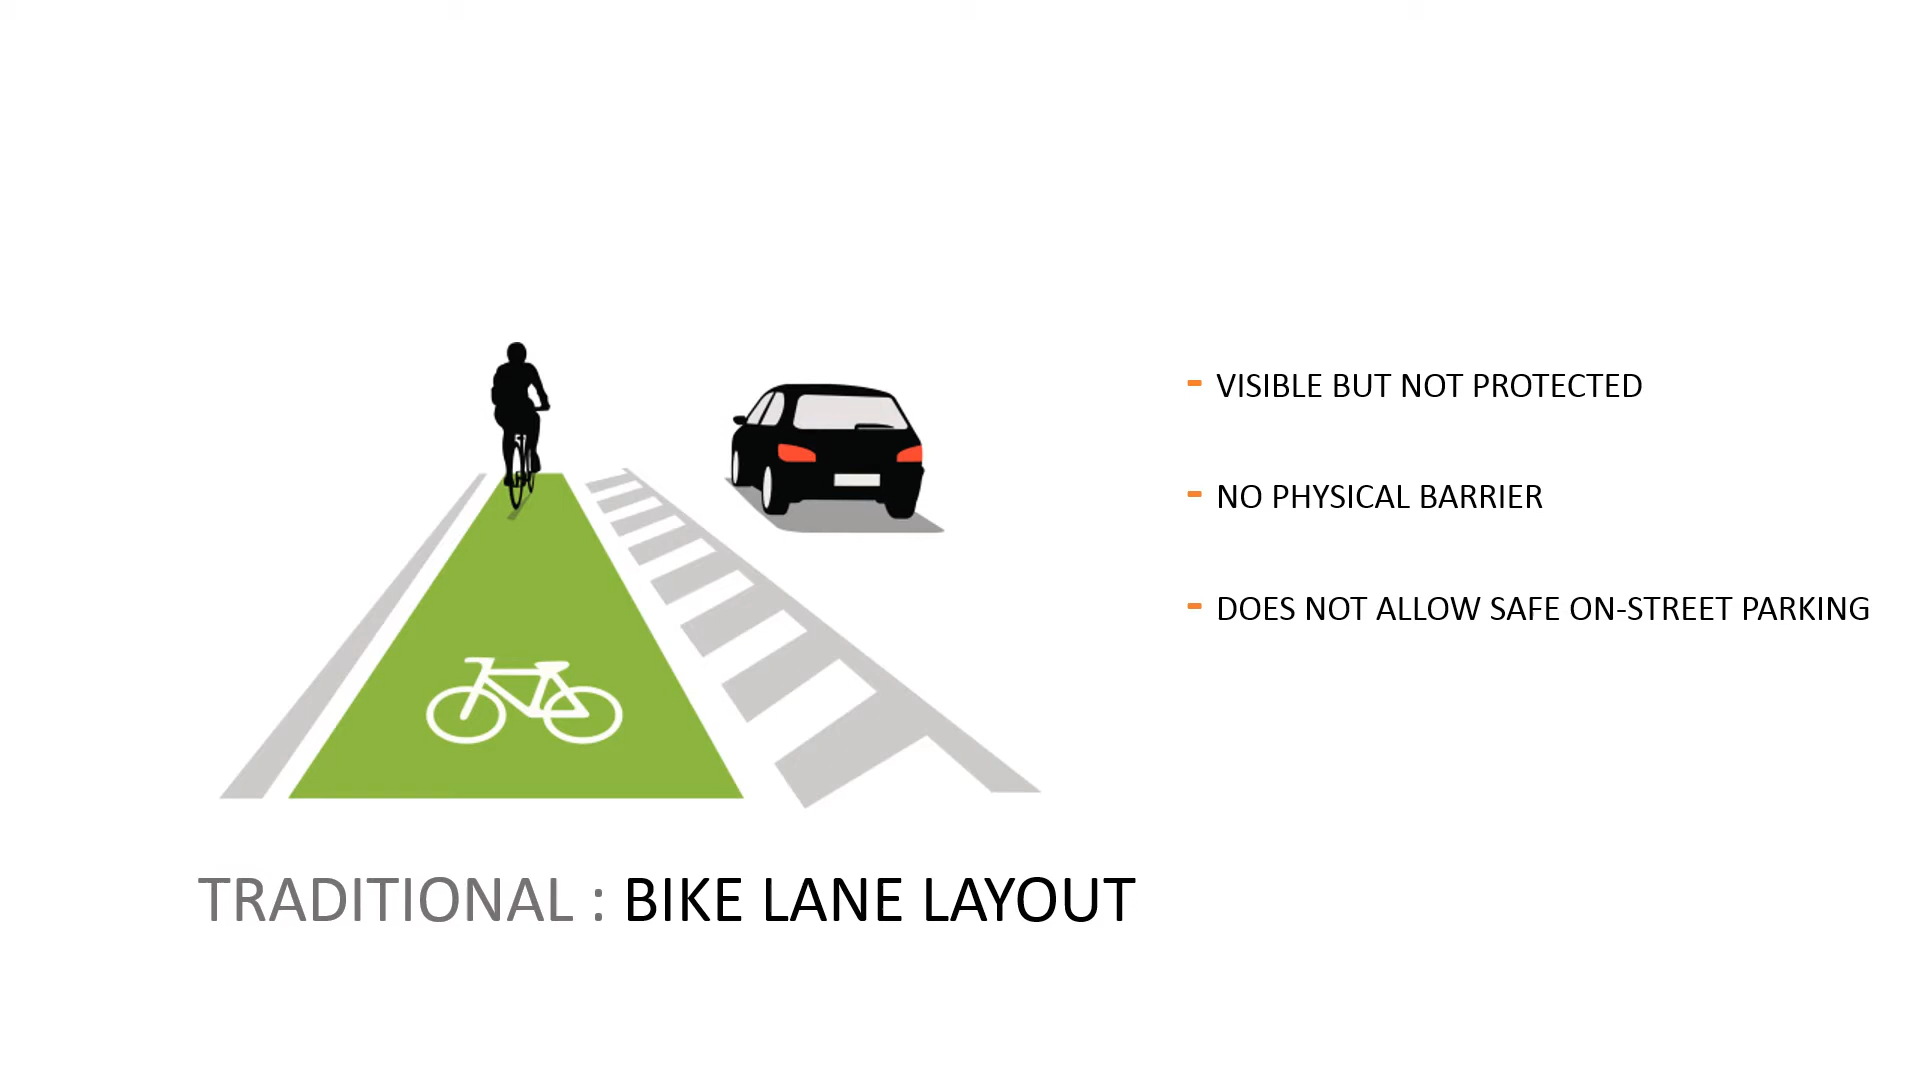 - VISIBLE BUT NOT PROTECTED
- NO PHYSICAL BARRIER
- DOES NOT ALLOW SAFE ON-STREET PARKING
TRADITIONAL : BIKE LANE LAYOUT